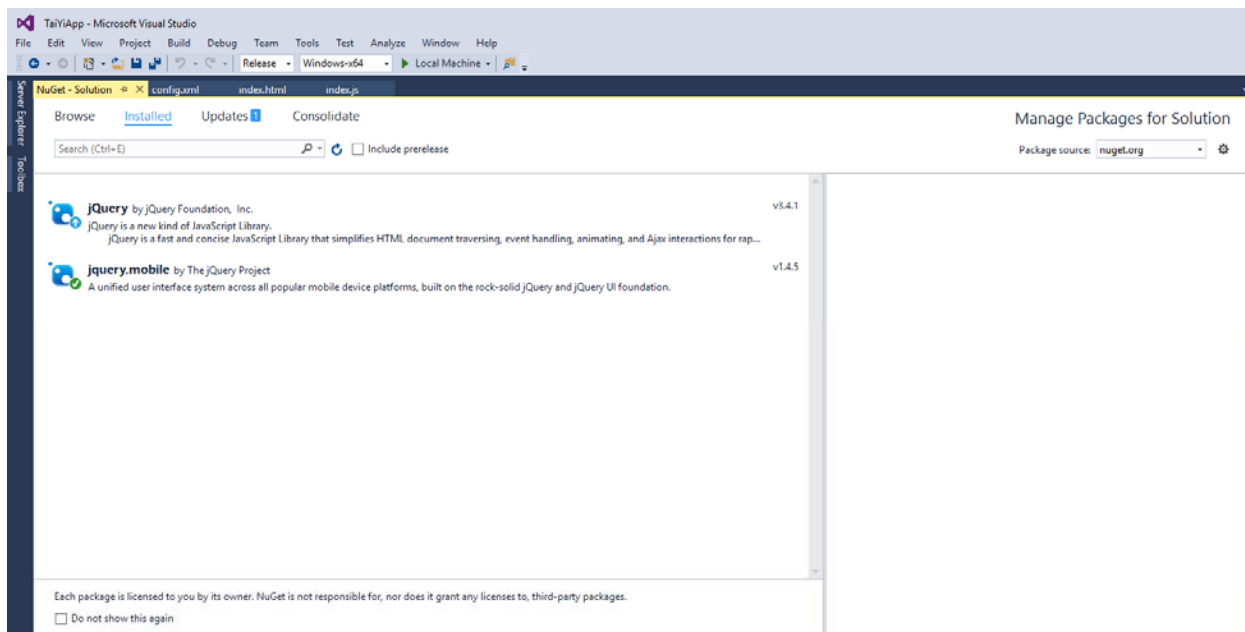 TaiYiApp - Microsoft Visual Studio
File Edit View Project Build Debug Team Tools Test Analyze Window Help
Release Windows-x64 Local Machine
NuGet - Solution config.xml index.html index.js
Server Explorer
Toolbox
Browse Installed Updates 1 Consolidate
Manage Packages for Solution
Search (Ctrl+E) Include prerelease
Package source: nuget.org
jQuery by jQuery Foundation, Inc. v3.4.1
jQuery is a new kind of JavaScript Library.
jQuery is a fast and concise JavaScript Library that simplifies HTML document traversing, event handling, animating, and Ajax interactions for rap...
jquery.mobile by The jQuery Project v1.4.5
A unified user interface system across all popular mobile device platforms, built on the rock-solid jQuery and jQuery UI foundation.
Each package is licensed to you by its owner. NuGet is not responsible for, nor does it grant any licenses to, third-party packages.
Do not show this again